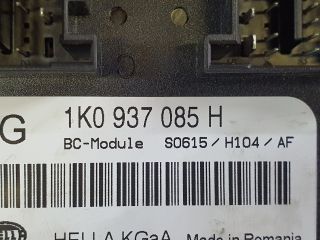 G 1K0 937 085 H
BC-Module S0615/H104/AF
HELLA KGaA Made in Romania